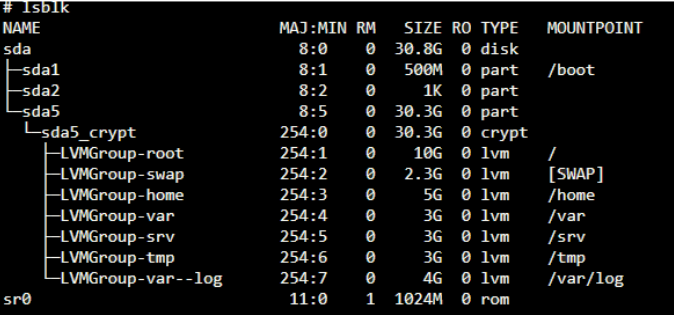 # lsblk
NAME                    MAJ:MIN RM   SIZE RO TYPE  MOUNTPOINT
sda                       8:0    0  30.8G  0 disk
├─sda1                    8:1    0   500M  0 part  /boot
├─sda2                    8:2    0     1K  0 part
└─sda5                    8:5    0  30.3G  0 part
  └─sda5_crypt          254:0    0  30.3G  0 crypt
    ├─LVMGroup-root     254:1    0    10G  0 lvm   /
    ├─LVMGroup-swap     254:2    0   2.3G  0 lvm   [SWAP]
    ├─LVMGroup-home     254:3    0     5G  0 lvm   /home
    ├─LVMGroup-var      254:4    0     3G  0 lvm   /var
    ├─LVMGroup-srv      254:5    0     3G  0 lvm   /srv
    ├─LVMGroup-tmp      254:6    0     3G  0 lvm   /tmp
    └─LVMGroup-var--log 254:7    0     4G  0 lvm   /var/log
sr0                      11:0    1  1024M  0 rom